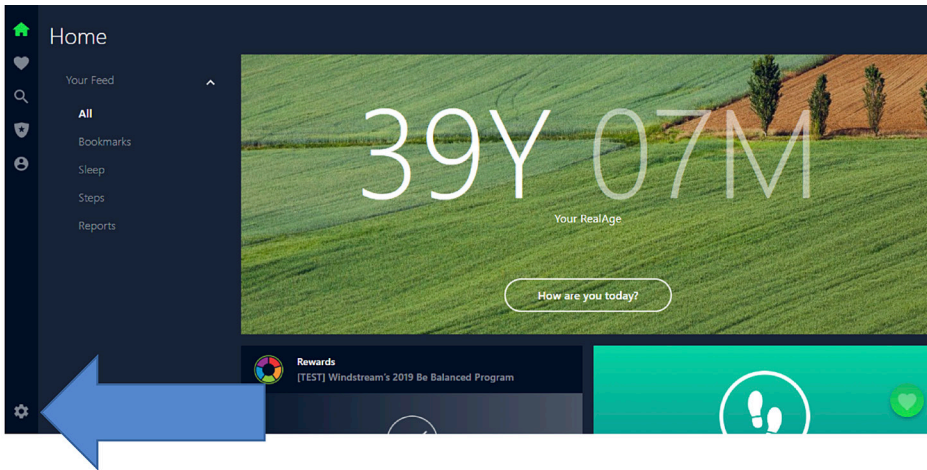 Home
Your Feed
All
Bookmarks
Sleep
Steps
Reports
39Y 07M
Your RealAge
How are you today?
Rewards
[TEST] Windstream's 2019 Be Balanced Program